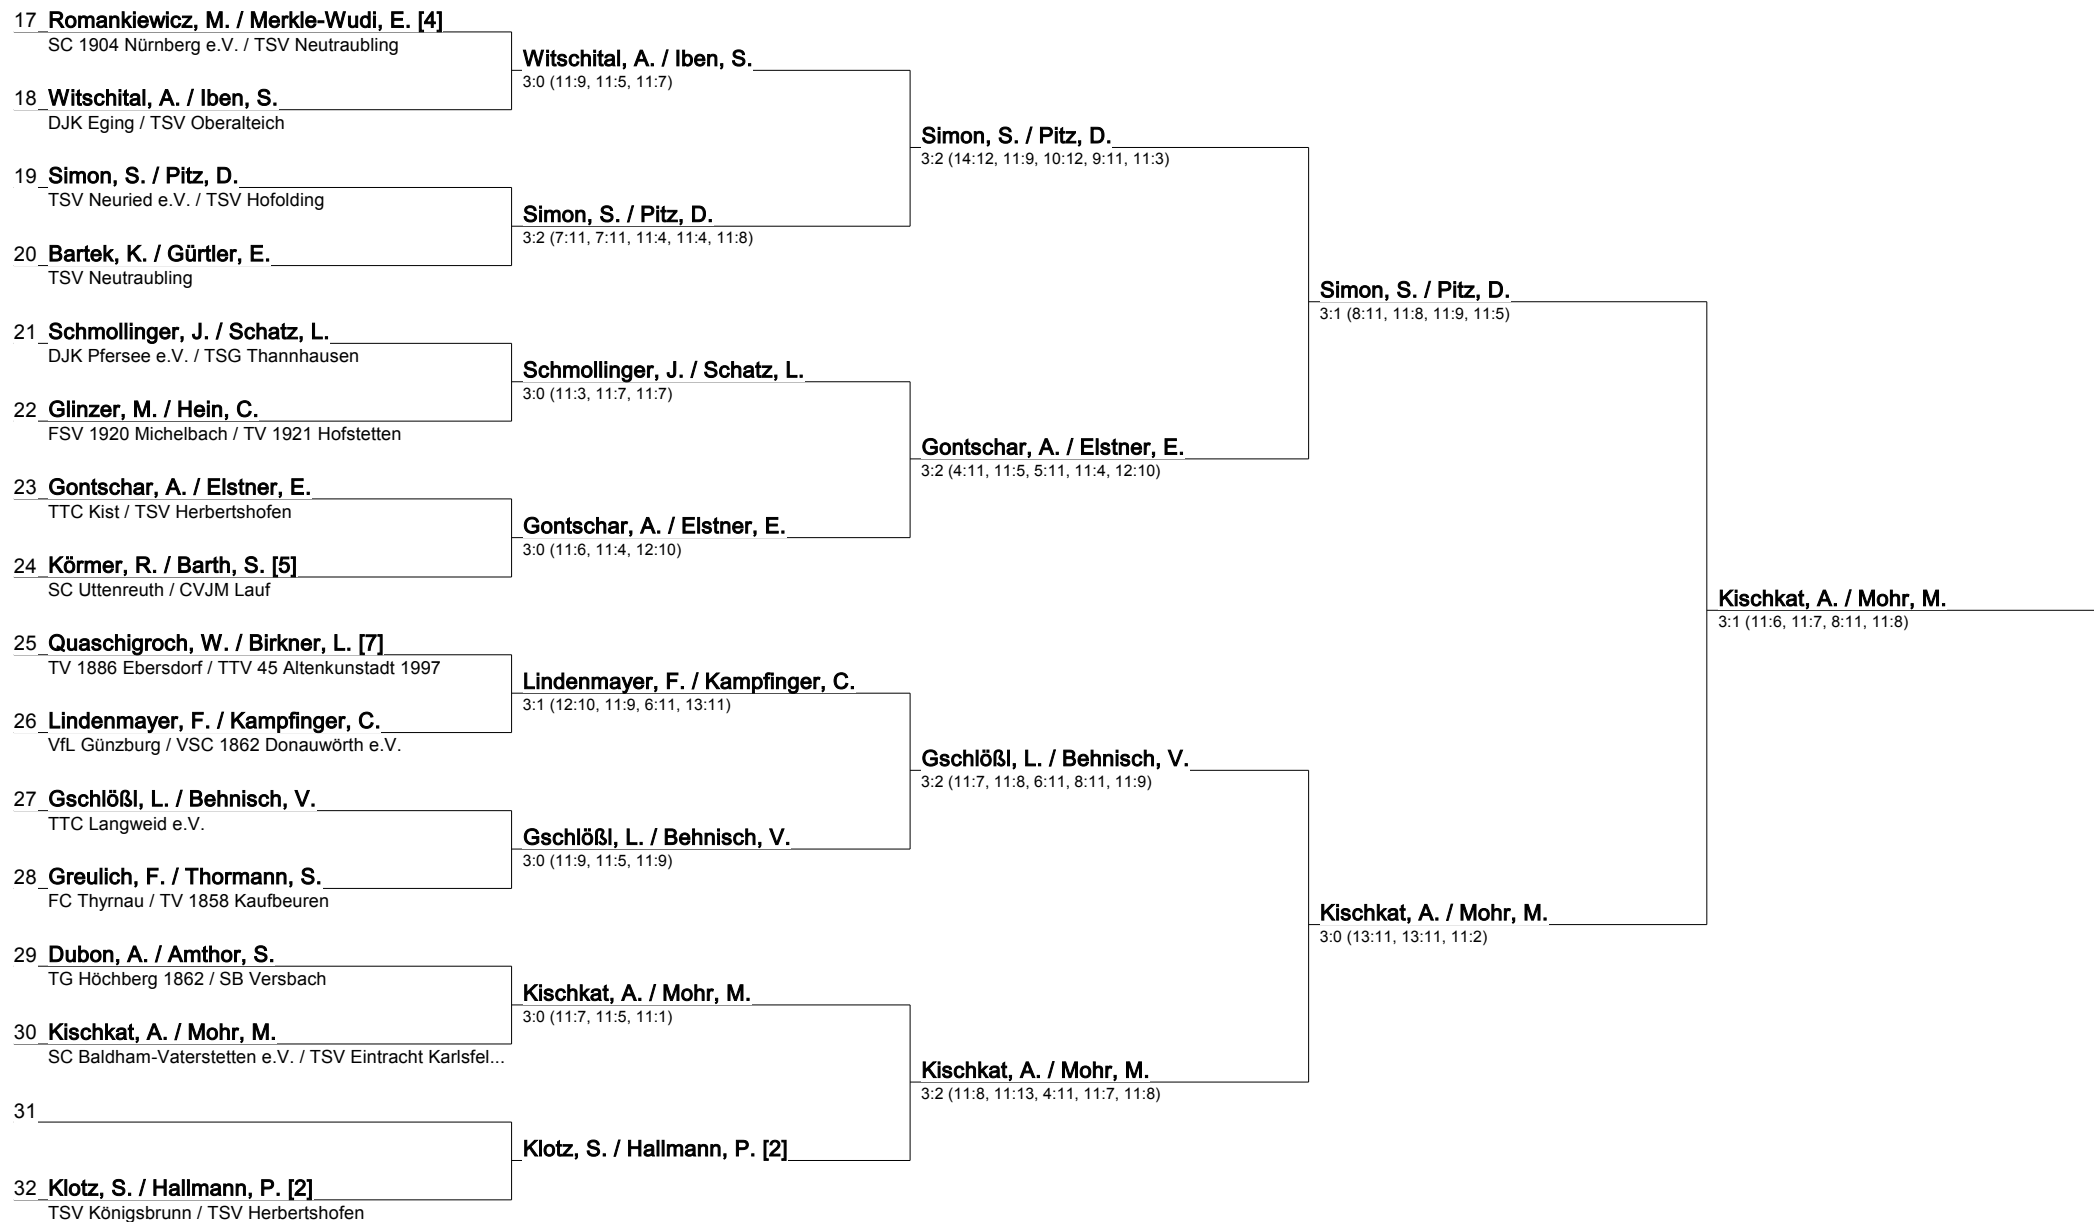 17 Romankiewicz, M. / Merkle-Wudi, E. [4]
SC 1904 Nürnberg e.V. / TSV Neutraubling
Witschital, A. / Iben, S.
3:0 (11:9, 11:5, 11:7)
18 Witschital, A. / Iben, S.
DJK Eging / TSV Oberalteich
Simon, S. / Pitz, D.
3:2 (14:12, 11:9, 10:12, 9:11, 11:3)
19 Simon, S. / Pitz, D.
TSV Neuried e.V. / TSV Hofolding
Simon, S. / Pitz, D.
3:2 (7:11, 7:11, 11:4, 11:4, 11:8)
20 Bartek, K. / Gürtler, E.
TSV Neutraubling
Simon, S. / Pitz, D.
3:1 (8:11, 11:8, 11:9, 11:5)
21 Schmollinger, J. / Schatz, L.
DJK Pfersee e.V. / TSG Thannhausen
Schmollinger, J. / Schatz, L.
3:0 (11:3, 11:7, 11:7)
22 Glinzer, M. / Hein, C.
FSV 1920 Michelbach / TV 1921 Hofstetten
Gontschar, A. / Elstner, E.
3:2 (4:11, 11:5, 5:11, 11:4, 12:10)
23 Gontschar, A. / Elstner, E.
TTC Kist / TSV Herbertshofen
Gontschar, A. / Elstner, E.
3:0 (11:6, 11:4, 12:10)
24 Körmer, R. / Barth, S. [5]
SC Uttenreuth / CVJM Lauf
Kischkat, A. / Mohr, M.
3:1 (11:6, 11:7, 8:11, 11:8)
25 Quaschigroch, W. / Birkner, L. [7]
TV 1886 Ebersdorf / TTV 45 Altenkunstadt 1997
Lindenmayer, F. / Kampfinger, C.
3:1 (12:10, 11:9, 6:11, 13:11)
26 Lindenmayer, F. / Kampfinger, C.
VfL Günzburg / VSC 1862 Donauwörth e.V.
Gschlößl, L. / Behnisch, V.
3:2 (11:7, 11:8, 6:11, 8:11, 11:9)
27 Gschlößl, L. / Behnisch, V.
TTC Langweid e.V.
Gschlößl, L. / Behnisch, V.
3:0 (11:9, 11:5, 11:9)
28 Greulich, F. / Thormann, S.
FC Thyrnau / TV 1858 Kaufbeuren
Kischkat, A. / Mohr, M.
3:0 (13:11, 13:11, 11:2)
29 Dubon, A. / Amthor, S.
TG Höchberg 1862 / SB Versbach
Kischkat, A. / Mohr, M.
3:0 (11:7, 11:5, 11:1)
30 Kischkat, A. / Mohr, M.
SC Baldham-Vaterstetten e.V. / TSV Eintracht Karlsfel...
Kischkat, A. / Mohr, M.
3:2 (11:8, 11:13, 4:11, 11:7, 11:8)
31
Klotz, S. / Hallmann, P. [2]
32 Klotz, S. / Hallmann, P. [2]
TSV Königsbrunn / TSV Herbertshofen